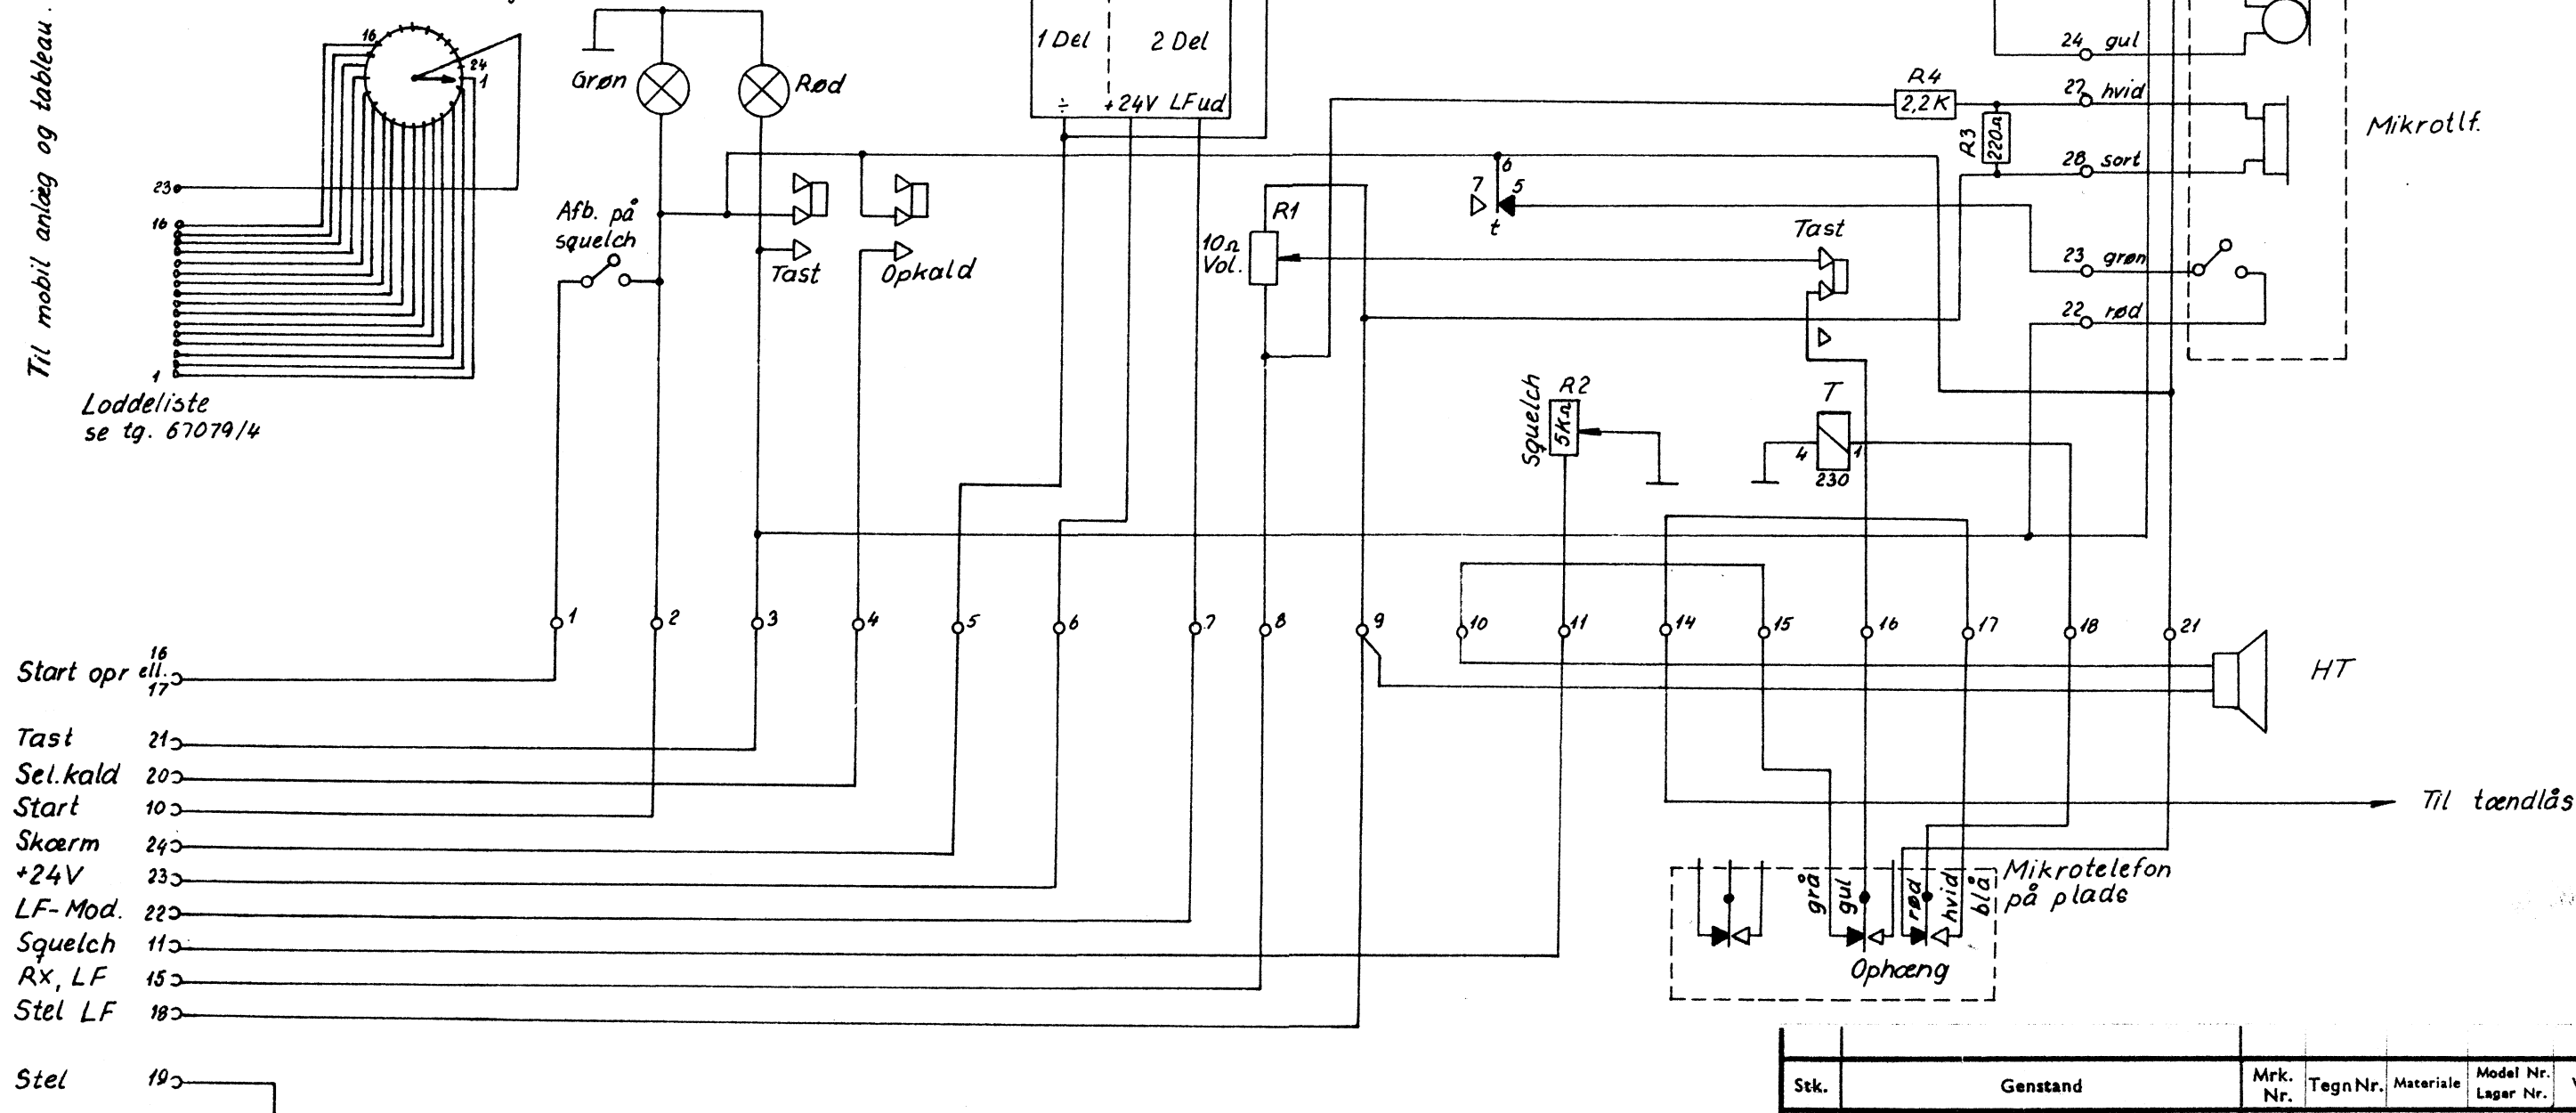 Til mobil anlæg og tableau.
16
24
1
23
16
1
Loddeliste
se tg. 67079/4
Grøn
Rød
Afb. på
squelch
Tast
Opkald
1 Del
2 Del
÷
+24V
LFud
R1
10Ω
Vol.
7
6
5
t
R4
2,2K
R3
220Ω
24 gul
27 hvid
28 sort
23 grøn
22 rød
Mikrotlf.
Tast
Squelch
R2
5KΩ
T
4
1
230
1
2
3
4
5
6
7
8
9
10
11
14
15
16
17
18
21
HT
Til tændlås
Start opr ell. 16 17
Tast 21
Sel.kald 20
Start 10
Skærm 24
+24V 23
LF-Mod. 22
Squelch 11
Rx, LF 15
Stel LF 18
Stel 19
grå
gul
rød
hvid
blå
Mikrotelefon
på plads
Ophæng
Stk.
Genstand
Mrk.
Nr.
Tegn Nr.
Materiale
Model Nr.
Lager Nr.